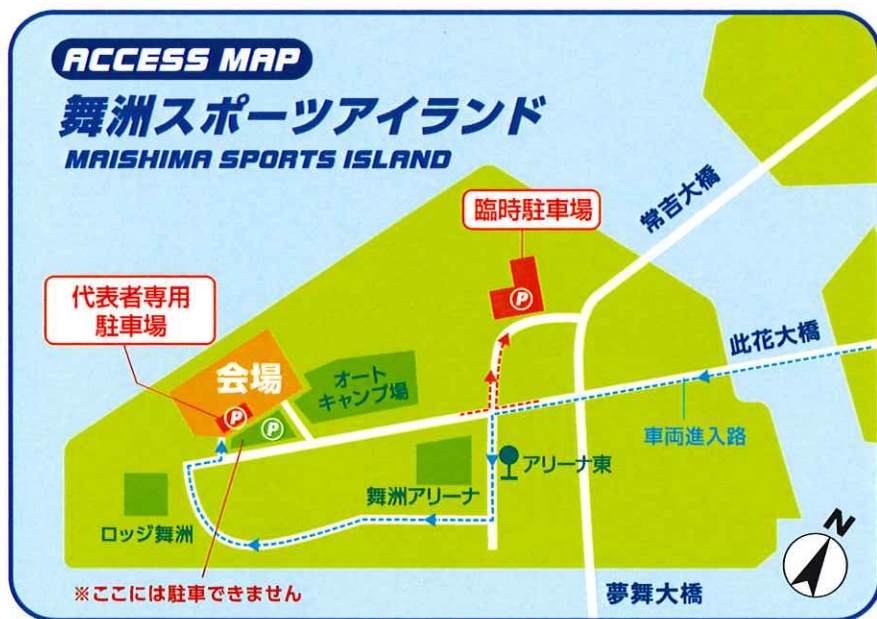 ACCESS MAP
舞洲スポーツアイランド
MAISHIMA SPORTS ISLAND
常吉大橋
臨時駐車場
代表者専用
駐車場
此花大橋
会場
オート
キャンプ場
P
P
P
車両進入路
アリーナ東
舞洲アリーナ
ロッジ舞洲
※ここには駐車できません
夢舞大橋
N